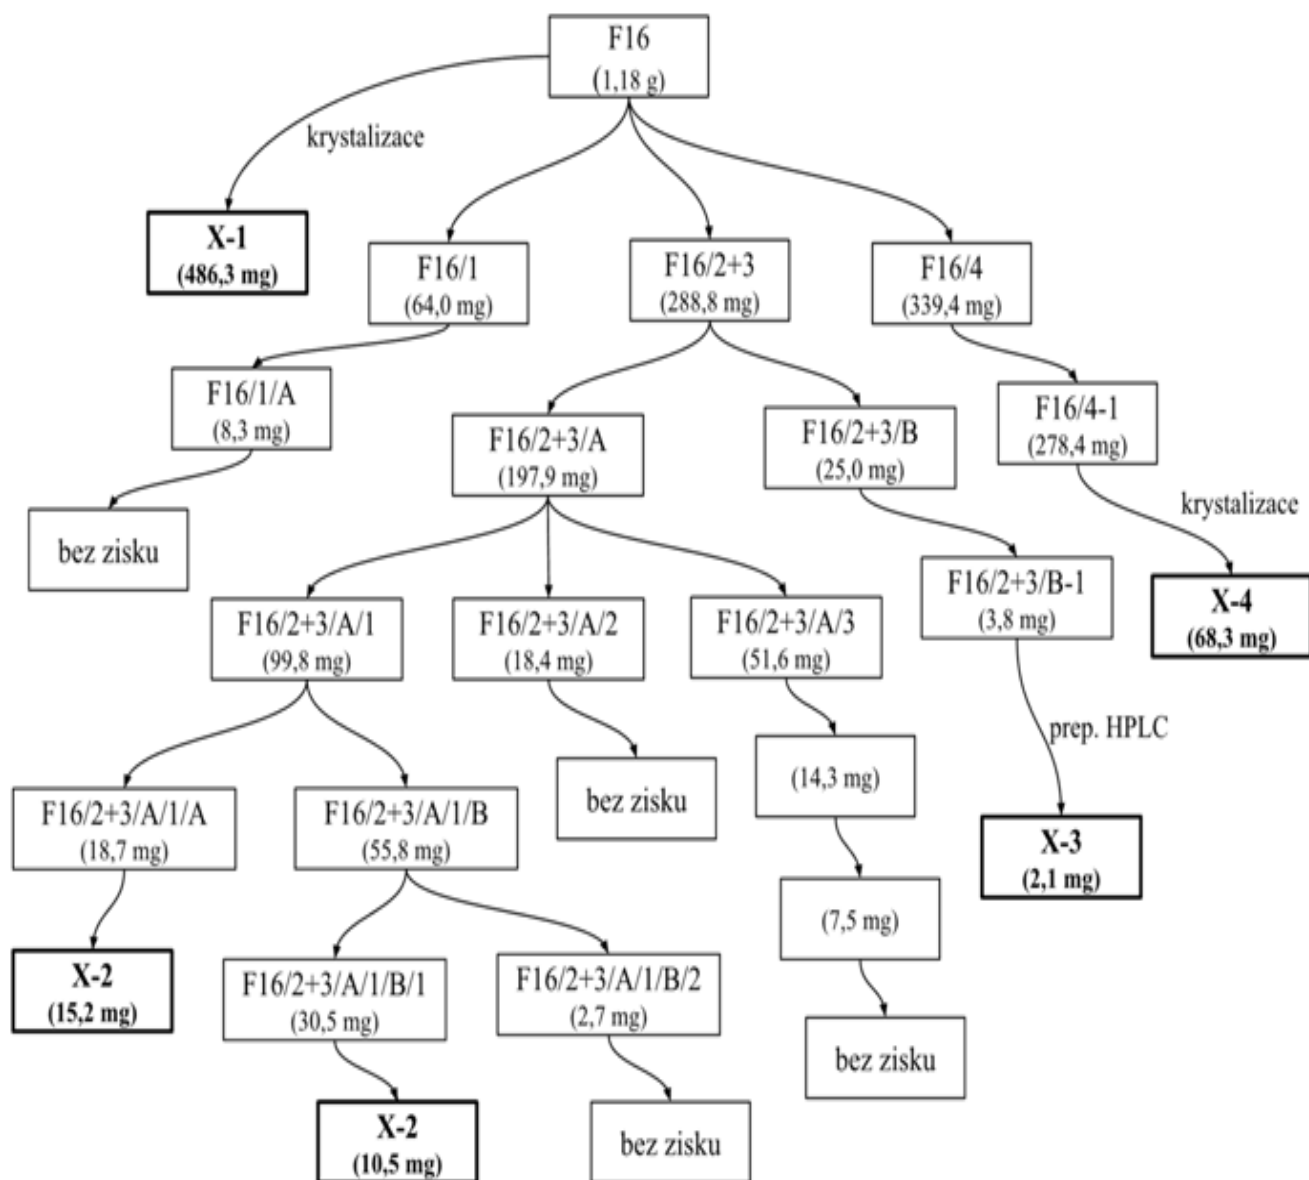 F16
(1,18 g)
krystalizace
X-1
(486,3 mg)
F16/1
(64,0 mg)
F16/2+3
(288,8 mg)
F16/4
(339,4 mg)
F16/1/A
(8,3 mg)
F16/2+3/A
(197,9 mg)
F16/2+3/B
(25,0 mg)
F16/4-1
(278,4 mg)
krystalizace
bez zisku
F16/2+3/A/1
(99,8 mg)
F16/2+3/A/2
(18,4 mg)
F16/2+3/A/3
(51,6 mg)
F16/2+3/B-1
(3,8 mg)
X-4
(68,3 mg)
prep. HPLC
F16/2+3/A/1/A
(18,7 mg)
F16/2+3/A/1/B
(55,8 mg)
bez zisku
(14,3 mg)
X-3
(2,1 mg)
(7,5 mg)
X-2
(15,2 mg)
F16/2+3/A/1/B/1
(30,5 mg)
F16/2+3/A/1/B/2
(2,7 mg)
bez zisku
X-2
(10,5 mg)
bez zisku